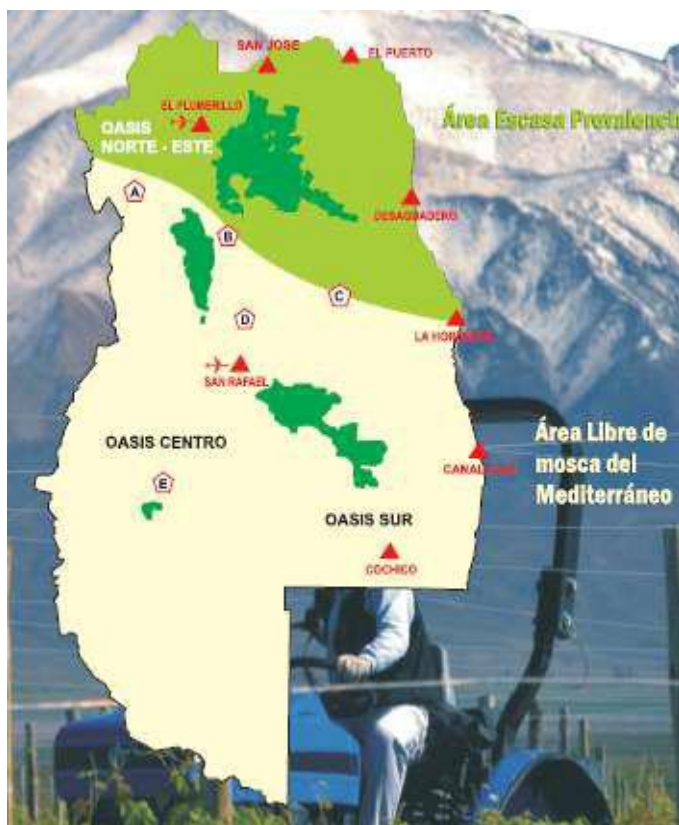 SAN JOSE
EL PUERTO
EL PLUMERILLO
Área Escasa Prevalencia
OASIS
NORTE - ESTE
A
DESAGUADERO
B
C
D
LA HORQUETA
SAN RAFAEL
OASIS CENTRO
Área Libre de
mosca del
Mediterráneo
E
OASIS SUR
COCHICO